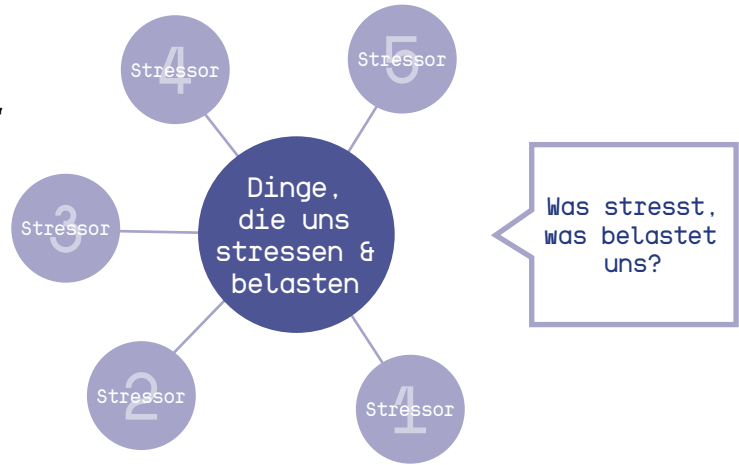 4
Stressor
5
Stressor
Dinge,
die uns
stressen &
belasten
Was stresst,
was belastet
uns?
3
Stressor
2
Stressor
1
Stressor